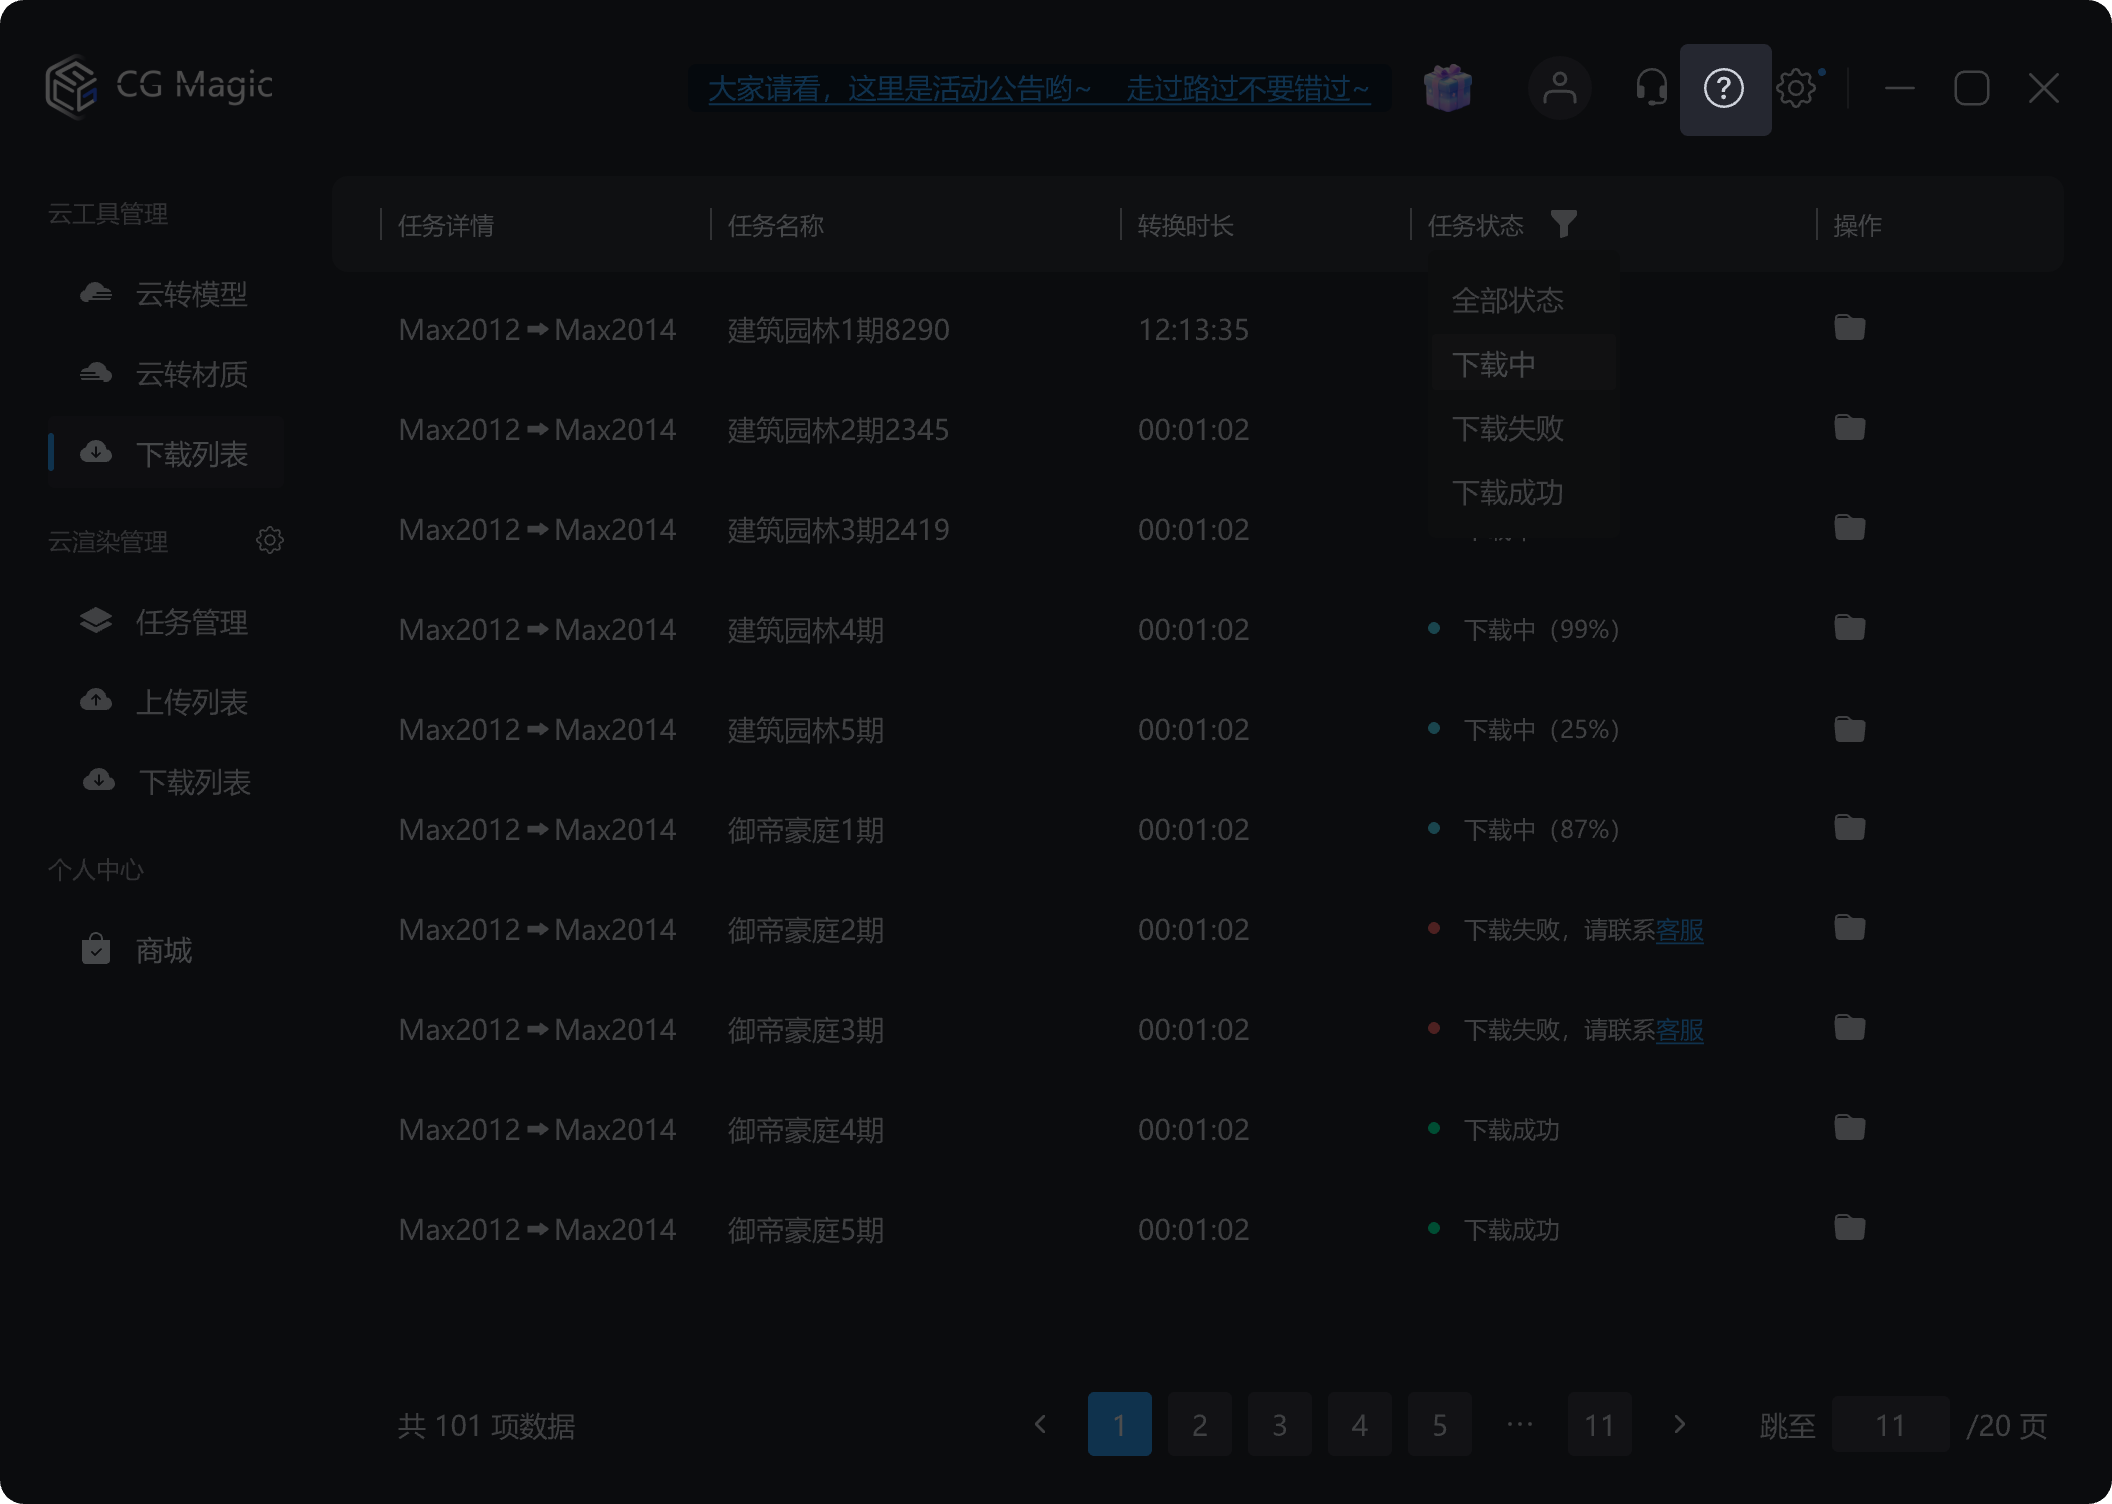 CG Magic
大家请看，这里是活动公告哟~ 走过路过不要错过~
?
云工具管理
云转模型
云转材质
下载列表
云渲染管理
任务管理
上传列表
下载列表
个人中心
商城
任务详情 任务名称 转换时长 任务状态 操作
全部状态
下载中
下载失败
下载成功
Max2012 Max2014 建筑园林1期8290 12:13:35
Max2012 Max2014 建筑园林2期2345 00:01:02
Max2012 Max2014 建筑园林3期2419 00:01:02
Max2012 Max2014 建筑园林4期 00:01:02 下载中（99%）
Max2012 Max2014 建筑园林5期 00:01:02 下载中（25%）
Max2012 Max2014 御帝豪庭1期 00:01:02 下载中（87%）
Max2012 Max2014 御帝豪庭2期 00:01:02 下载失败，请联系客服
Max2012 Max2014 御帝豪庭3期 00:01:02 下载失败，请联系客服
Max2012 Max2014 御帝豪庭4期 00:01:02 下载成功
Max2012 Max2014 御帝豪庭5期 00:01:02 下载成功
共 101 项数据 < 1 2 3 4 5 ··· 11 > 跳至 11 /20 页